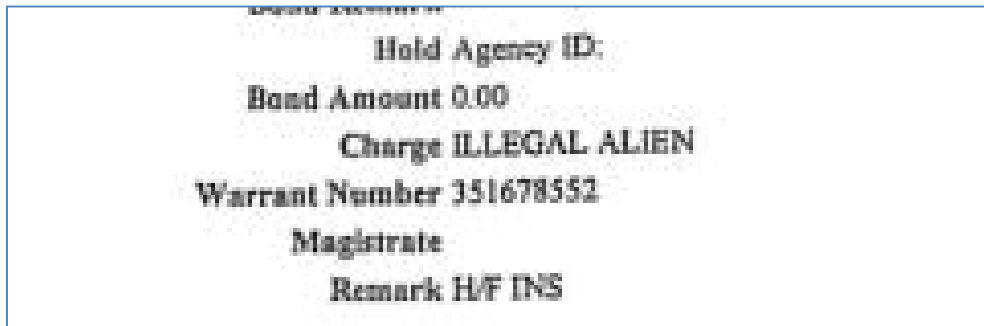 Hold Agency ID:
Bond Amount 0.00
Charge ILLEGAL ALIEN
Warrant Number 351678552
Magistrate
Remark H/F INS